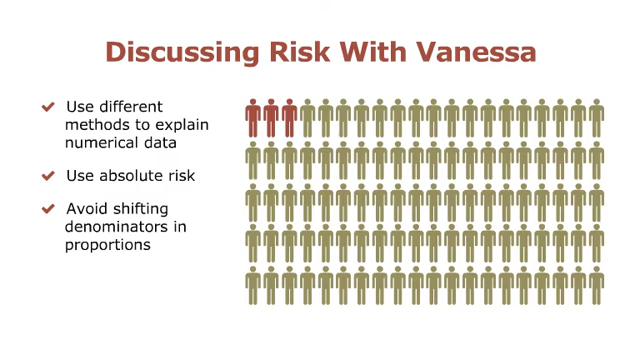 Discussing Risk With Vanessa
Use different
methods to explain
numerical data
Use absolute risk
Avoid shifting
denominators in
proportions